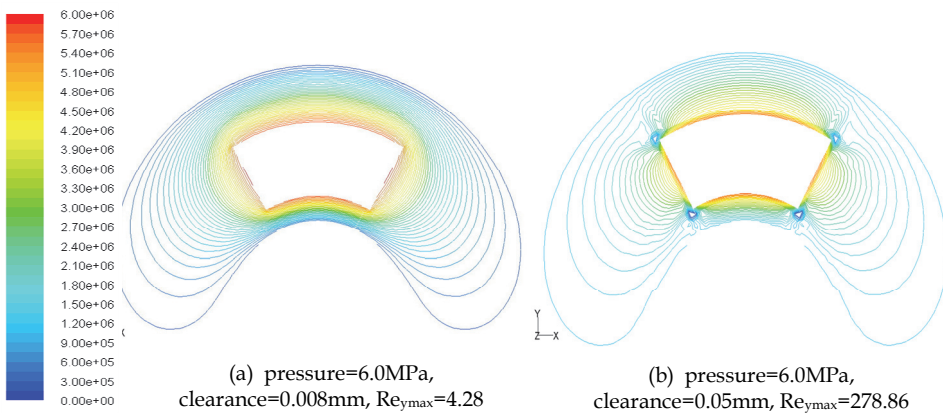 6.00e+06
5.70e+06
5.40e+06
5.10e+06
4.80e+06
4.50e+06
4.20e+06
3.90e+06
3.60e+06
3.30e+06
3.00e+06
2.70e+06
2.40e+06
2.10e+06
1.80e+06
1.50e+06
1.20e+06
9.00e+05
6.00e+05
3.00e+05
0.00e+00
Y
Z X
(a) pressure=6.0MPa,
clearance=0.008mm, Reymax=4.28
(b) pressure=6.0MPa,
clearance=0.05mm, Reymax=278.86